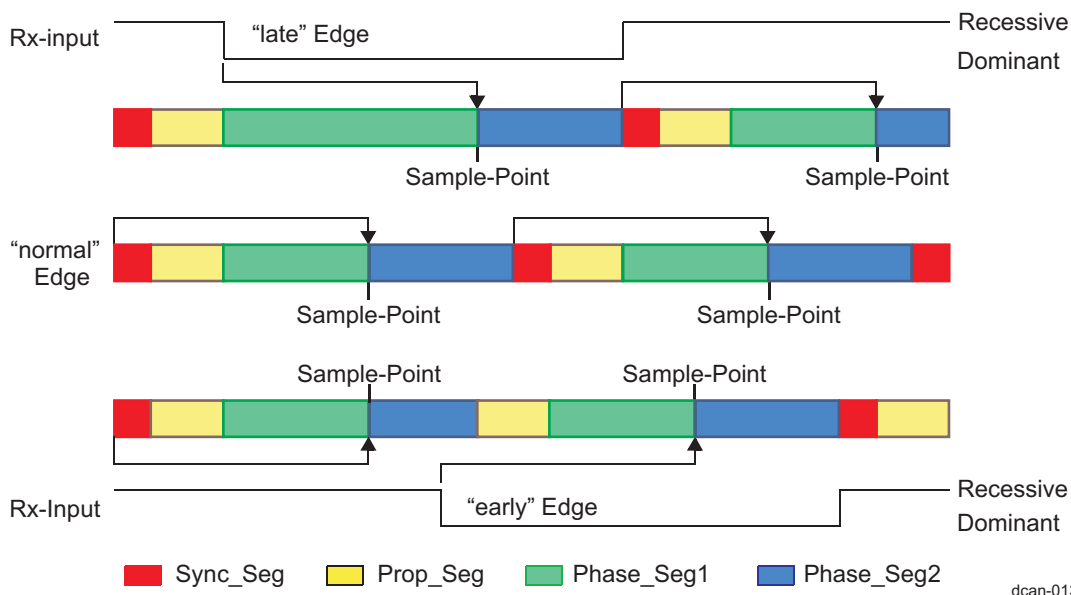 Rx-input
“late” Edge
Recessive
Dominant
Sample-Point
Sample-Point
“normal”
Edge
Sample-Point
Sample-Point
Sample-Point
Sample-Point
Rx-Input
“early” Edge
Recessive
Dominant
Sync_Seg
Prop_Seg
Phase_Seg1
Phase_Seg2